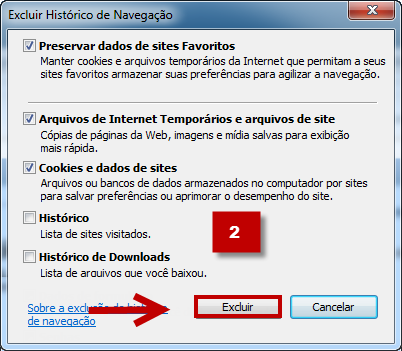 Excluir Histórico de Navegação
Preservar dados de sites Favoritos
Manter cookies e arquivos temporários da Internet que permitam a seus
sites favoritos armazenar suas preferências para agilizar a navegação.
Arquivos de Internet Temporários e arquivos de site
Cópias de páginas da Web, imagens e mídia salvas para exibição
mais rápida.
Cookies e dados de sites
Arquivos ou bancos de dados armazenados no computador por sites
para salvar preferências ou aprimorar o desempenho do site.
Histórico
Lista de sites visitados.
2
Histórico de Downloads
Lista de arquivos que você baixou.
Sobre a exclusão do histórico
de navegação
Excluir
Cancelar